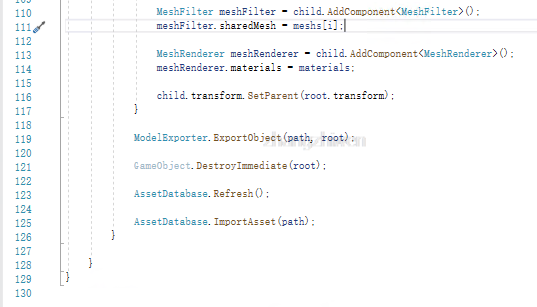 110 MeshFilter meshFilter = child.AddComponent<MeshFilter>();
111 meshFilter.sharedMesh = meshs[i];
112
113 MeshRenderer meshRenderer = child.AddComponent<MeshRenderer>();
114 meshRenderer.materials = materials;
115
116 child.transform.SetParent(root.transform);
117 }
118
119 ModelExporter.ExportObject(path, root);
120
121 GameObject.DestroyImmediate(root);
122
123 AssetDatabase.Refresh();
124
125 AssetDatabase.ImportAsset(path);
126 }
127
128 }
129 }
130